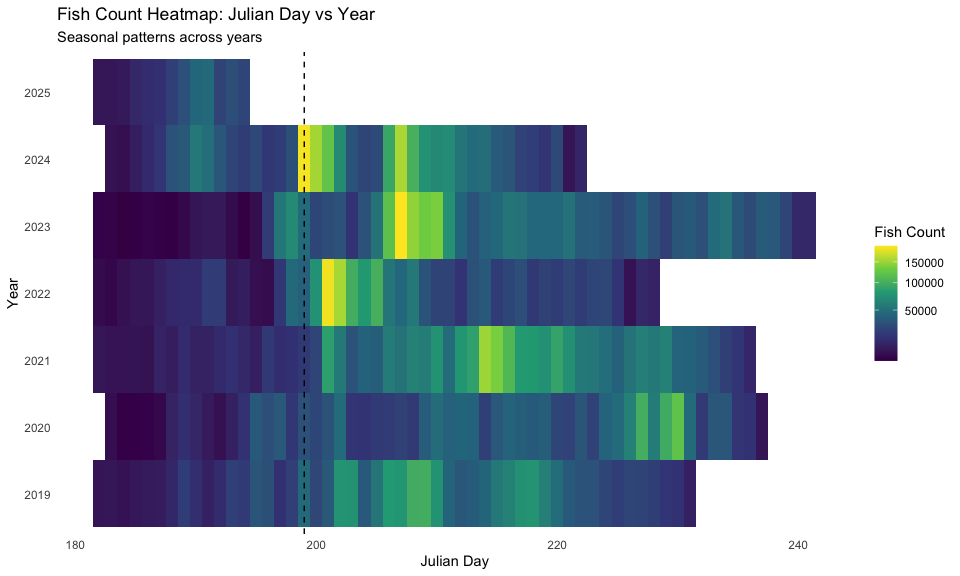 Fish Count Heatmap: Julian Day vs Year
Seasonal patterns across years
2025
2024
2023
2022
2021
2020
2019
Year
180
200
220
240
Julian Day
Fish Count
150000
100000
50000